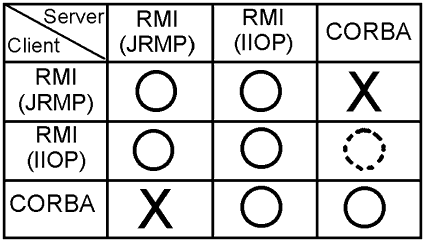 Server
Client
RMI
(JRMP)
RMI
(IIOP)
CORBA
RMI
(JRMP)
X
RMI
(IIOP)
CORBA
X